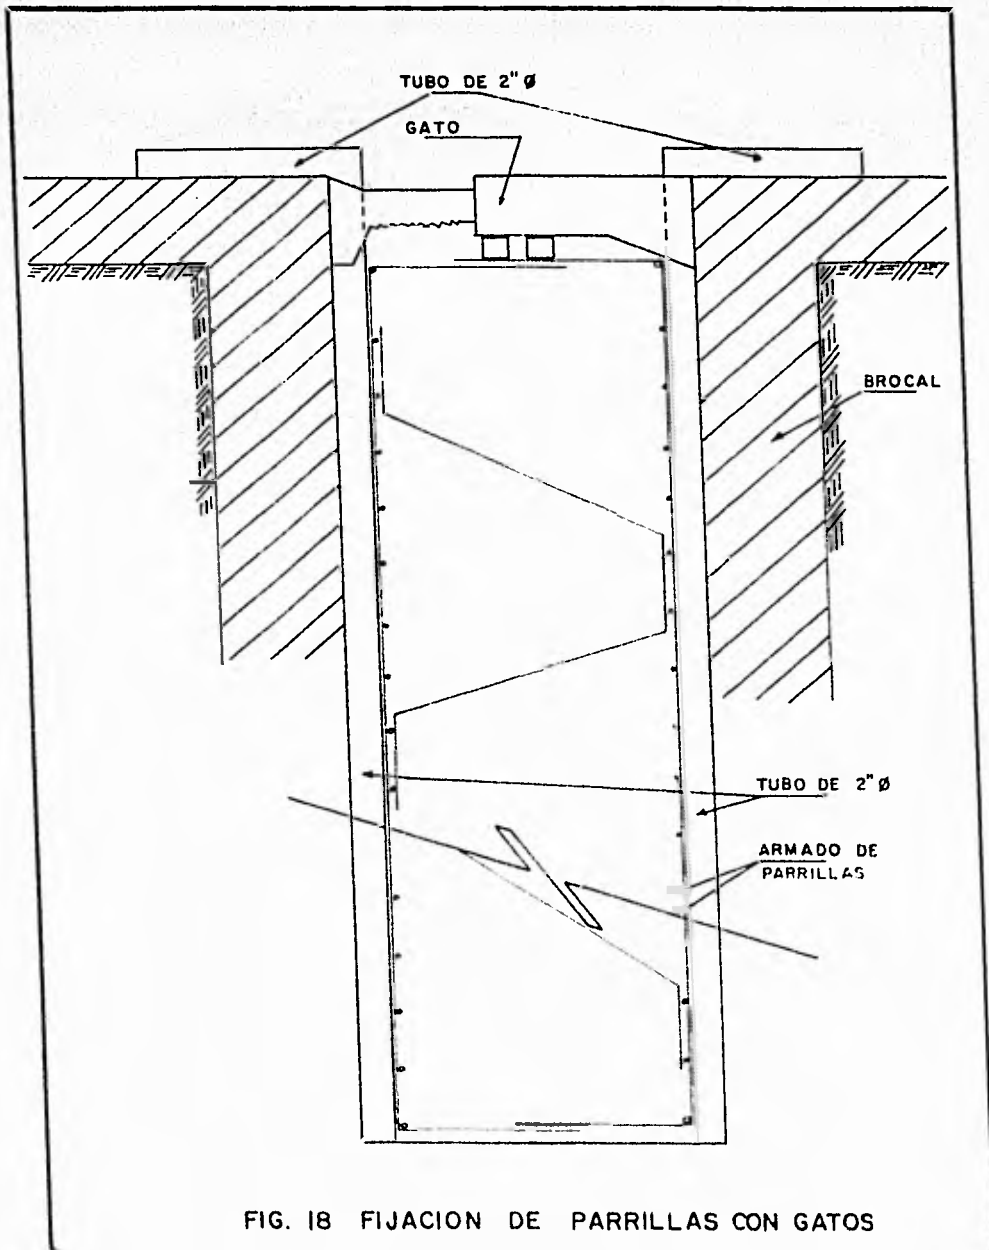 TUBO DE 2" Ø
GATO
BROCAL
TUBO DE 2" Ø
ARMADO DE
PARRILLAS
FIG. 18 FIJACION DE PARRILLAS CON GATOS